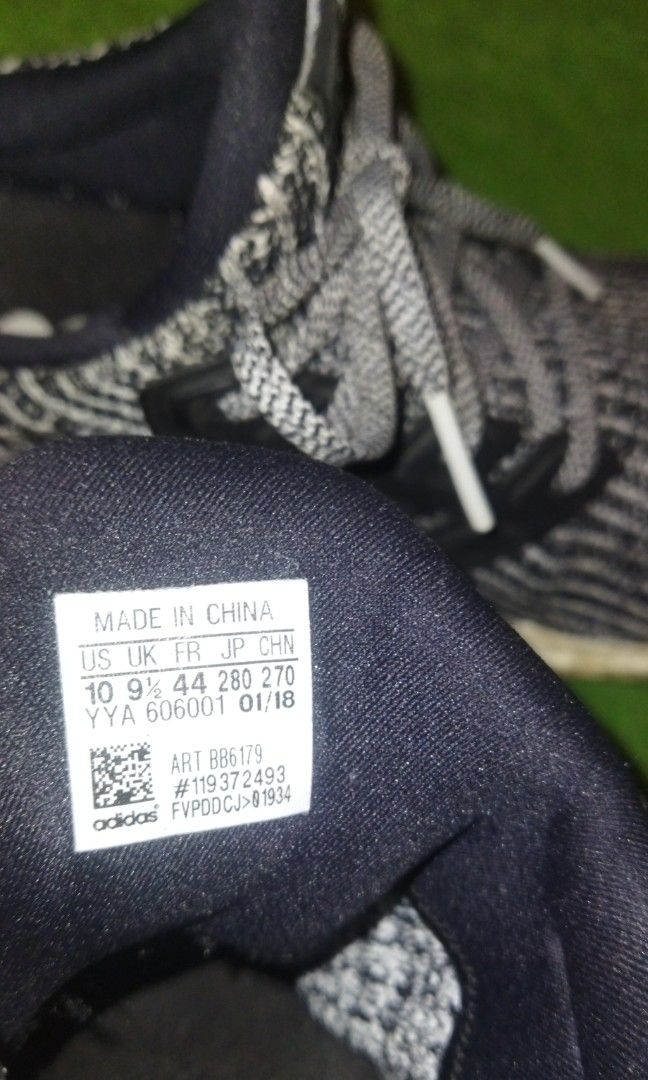 MADE IN CHINA
US UK FR JP CHN
10 9½ 44 280 270
YYA 606001 01/18
ART BB6179
#119372493
FVPDDCJ>01934
adidas